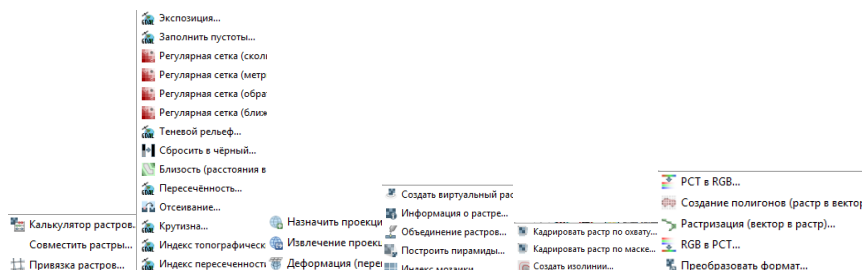 Калькулятор растров.
Совместить растры...
Привязка растров...
Экспозиция...
Заполнить пустоты...
Регулярная сетка (сколь
Регулярная сетка (метр
Регулярная сетка (обра
Регулярная сетка (ближ
Теневой рельеф...
Сбросить в чёрный...
Близость (расстояния в
Пересечённость...
Отсеивание...
Крутизна...
Индекс топографическ
Индекс пересеченност
Назначить проекци
Извлечение проекц
Деформация (пере
Создать виртуальный рас
Информация о растре...
Объединение растров...
Построить пирамиды...
Индекс мозаики
Кадрировать растр по охвату...
Кадрировать растр по маске...
Создать изолинии...
PCT в RGB...
Создание полигонов (растр в вектор
Растризация (вектор в растр)...
RGB в PCT...
Преобразовать формат...